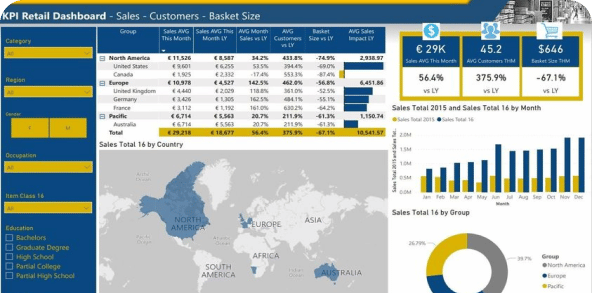 KPI Retail Dashboard - Sales - Customers - Basket Size
Category
All
Region
All
Gender
F M
Occupation
All
Item Class 16
All
Education
Bachelors
Graduate Degree
High School
Partial College
Partial High School
Group Sales AVG This Month Sales AVG This Month LY AVG Month Sales vs LY AVG Customers vs LY Basket Size vs LY AVG Sales Impact LY
North America € 11,526 € 8,587 34.2% 433.8% -74.9% 2,938.97
United States € 9,601 € 6,255 53.5% 394.4% -69.0%
Canada € 1,925 € 2,332 -17.4% 533.3% -87.4%
Europe € 10,978 € 4,527 142.5% 462.0% -56.8% 6,451.86
United Kingdom € 4,440 € 2,029 118.8% 361.0% -52.5%
Germany € 3,426 € 1,305 162.5% 484.1% -55.1%
France € 3,112 € 1,192 161.0% 630.2% -64.2%
Pacific € 6,714 € 5,563 20.7% 211.9% -61.3% 1,150.74
Australia € 6,714 € 5,563 20.7% 211.9% -61.3%
Total € 29,218 € 18,677 56.4% 375.9% -67.1% 10,541.57
€ 29K
Sales AVG This Month
56.4%
vs LY
45.2
AVG Customers THM
375.9%
vs LY
$646
Basket Size THM
-67.1%
vs LY
Sales Total 16 by Country
NORTH AMERICA
EUROPE
ASIA
AFRICA
SOUTH AMERICA
AUSTRALIA
Sales Total 2015 and Sales Total 16 by Month
Sales Total 2015 Sales Total 16
Sales Total 2015 and Sales Tot...
2.0M
1.5M
1.0M
0.5M
0.0M
Jan Feb Mar Apr May Jun Jul Aug Sep Oct Nov Dec
Month
Sales Total 16 by Group
26.79%
39.7%
Group
North America
Europe
Pacific